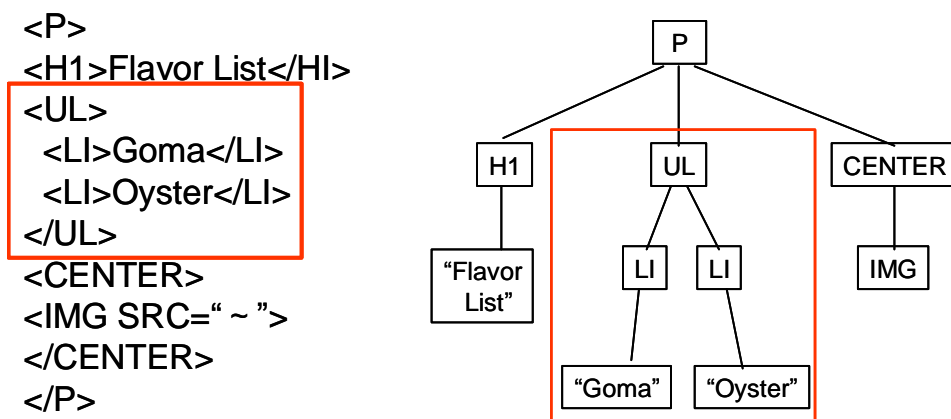 <P>
<H1>Flavor List</HI>
<UL>
<LI>Goma</LI>
<LI>Oyster</LI>
</UL>
<CENTER>
<IMG SRC=“ ~ ”>
</CENTER>
</P>
P
H1
UL
CENTER
“Flavor
List”
LI
LI
IMG
“Goma”
“Oyster”